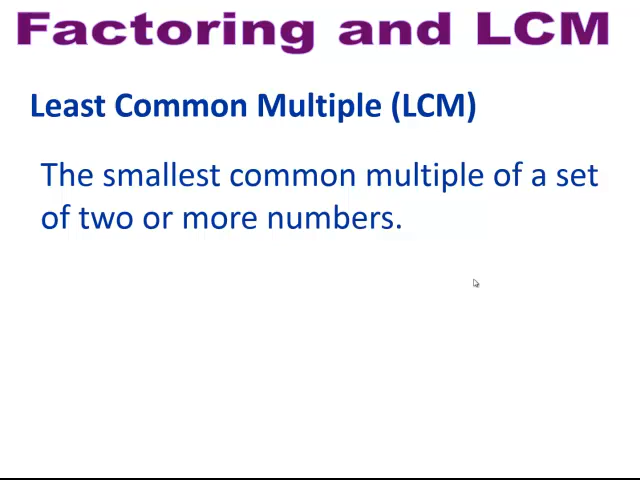 Factoring and LCM
Least Common Multiple (LCM)
The smallest common multiple of a set
of two or more numbers.